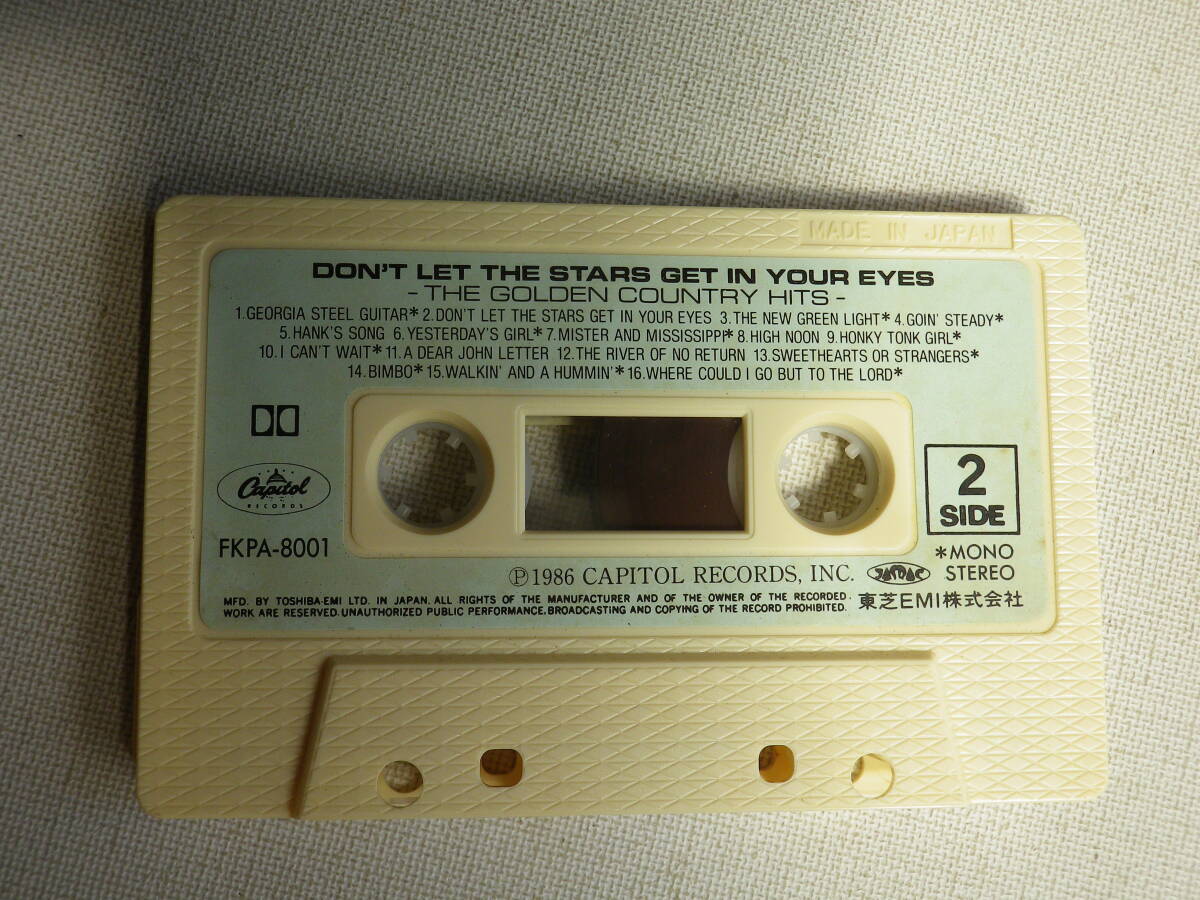 MADE IN JAPAN
DON'T LET THE STARS GET IN YOUR EYES
- THE GOLDEN COUNTRY HITS -
1.GEORGIA STEEL GUITAR* 2.DON'T LET THE STARS GET IN YOUR EYES 3.THE NEW GREEN LIGHT* 4.GOIN' STEADY*
5.HANK'S SONG 6.YESTERDAY'S GIRL* 7.MISTER AND MISSISSIPPI* 8.HIGH NOON 9.HONKY TONK GIRL*
10.I CAN'T WAIT* 11.A DEAR JOHN LETTER 12.THE RIVER OF NO RETURN 13.SWEETHEARTS OR STRANGERS*
14.BIMBO* 15.WALKIN' AND A HUMMIN'* 16.WHERE COULD I GO BUT TO THE LORD*
Capitol
RECORDS
FKPA-8001
2
SIDE
*MONO
STEREO
Ⓟ1986 CAPITOL RECORDS, INC.
JASRAC
MFD. BY TOSHIBA-EMI LTD. IN JAPAN. ALL RIGHTS OF THE MANUFACTURER AND OF THE OWNER OF THE RECORDED.
WORK ARE RESERVED.UNAUTHORIZED PUBLIC PERFORMANCE.BROADCASTING AND COPYING OF THE RECORD PROHIBITED.
東芝EMI株式会社